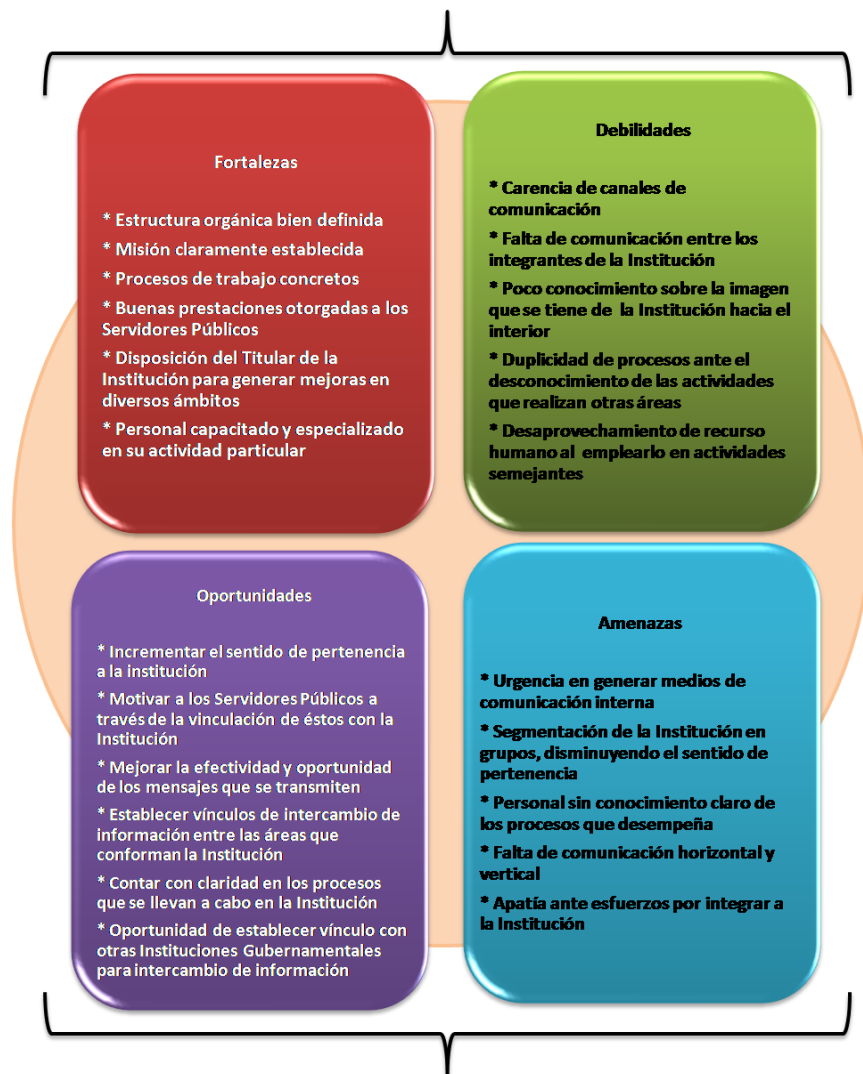 Fortalezas
* Estructura orgánica bien definida
* Misión claramente establecida
* Procesos de trabajo concretos
* Buenas prestaciones otorgadas a los
Servidores Públicos
* Disposición del Titular de la
Institución para generar mejoras en
diversos ámbitos
* Personal capacitado y especializado
en su actividad particular
Debilidades
* Carencia de canales de
comunicación
* Falta de comunicación entre los
integrantes de la Institución
* Poco conocimiento sobre la imagen
que se tiene de la Institución hacia el
interior
* Duplicidad de procesos ante el
desconocimiento de las actividades
que realizan otras áreas
* Desaprovechamiento de recurso
humano al emplearlo en actividades
semejantes
Oportunidades
* Incrementar el sentido de pertenencia
a la institución
* Motivar a los Servidores Públicos a
través de la vinculación de éstos con la
Institución
* Mejorar la efectividad y oportunidad
de los mensajes que se transmiten
* Establecer vínculos de intercambio de
información entre las áreas que
conforman la Institución
* Contar con claridad en los procesos
que se llevan a cabo en la Institución
* Oportunidad de establecer vínculo con
otras Instituciones Gubernamentales
para intercambio de información
Amenazas
* Urgencia en generar medios de
comunicación interna
* Segmentación de la Institución en
grupos, disminuyendo el sentido de
pertenencia
* Personal sin conocimiento claro de
los procesos que desempeña
* Falta de comunicación horizontal y
vertical
* Apatía ante esfuerzos por integrar a
la Institución